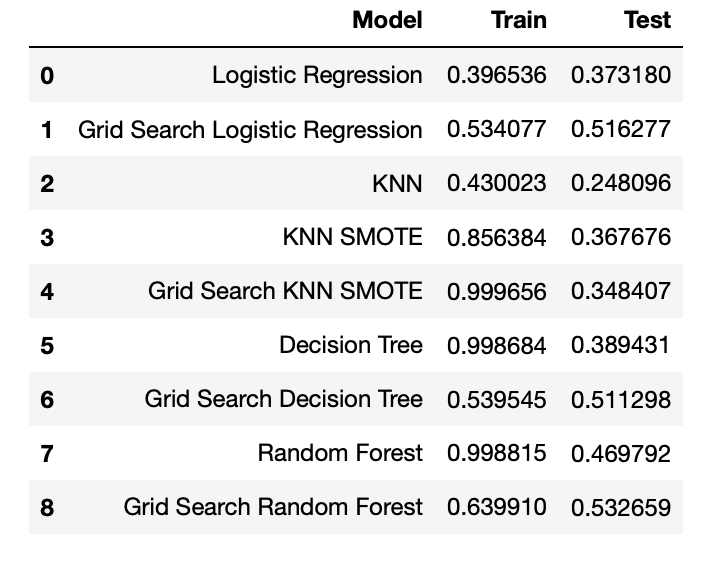 Model Train Test
0 Logistic Regression 0.396536 0.373180
1 Grid Search Logistic Regression 0.534077 0.516277
2 KNN 0.430023 0.248096
3 KNN SMOTE 0.856384 0.367676
4 Grid Search KNN SMOTE 0.999656 0.348407
5 Decision Tree 0.998684 0.389431
6 Grid Search Decision Tree 0.539545 0.511298
7 Random Forest 0.998815 0.469792
8 Grid Search Random Forest 0.639910 0.532659